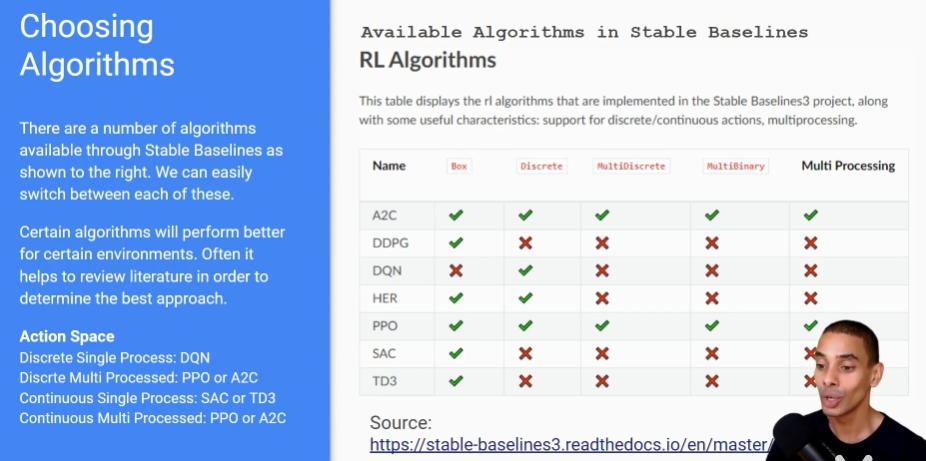 Choosing
Algorithms
There are a number of algorithms
available through Stable Baselines as
shown to the right. We can easily
switch between each of these.
Certain algorithms will perform better
for certain environments. Often it
helps to review literature in order to
determine the best approach.
Action Space
Discrete Single Process: DQN
Discrte Multi Processed: PPO or A2C
Continuous Single Process: SAC or TD3
Continuous Multi Processed: PPO or A2C
Available Algorithms in Stable Baselines
RL Algorithms
This table displays the rl algorithms that are implemented in the Stable Baselines3 project, along
with some useful characteristics: support for discrete/continuous actions, multiprocessing.
Name Box Discrete MultiDiscrete MultiBinary Multi Processing
A2C ✔ ✔ ✔ ✔ ✔
DDPG ✔ ✖ ✖ ✖ ✖
DQN ✖ ✔ ✖ ✖ ✖
HER ✔ ✔ ✖ ✖ ✖
PPO ✔ ✔ ✔ ✔ ✔
SAC ✔ ✖ ✖ ✖ ✖
TD3 ✔ ✖ ✖ ✖ ✖
Source:
https://stable-baselines3.readthedocs.io/en/master/